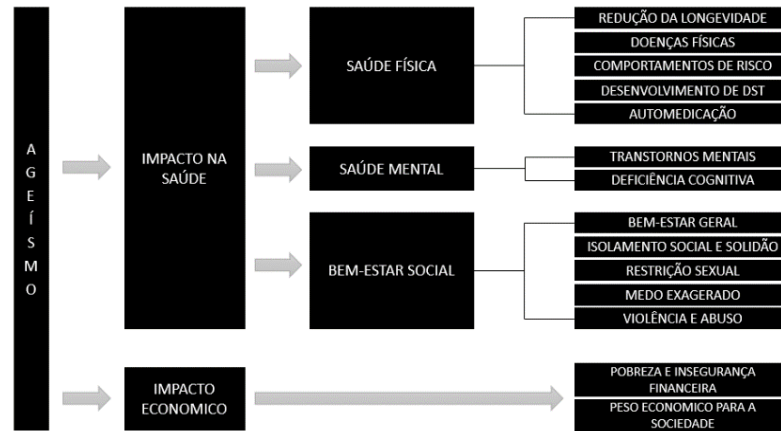 AGEÍSMO
IMPACTO NA
SAÚDE
SAÚDE FÍSICA
REDUÇÃO DA LONGEVIDADE
DOENÇAS FÍSICAS
COMPORTAMENTOS DE RISCO
DESENVOLVIMENTO DE DST
AUTOMEDICAÇÃO
SAÚDE MENTAL
TRANSTORNOS MENTAIS
DEFICIÊNCIA COGNITIVA
BEM-ESTAR SOCIAL
BEM-ESTAR GERAL
ISOLAMENTO SOCIAL E SOLIDÃO
RESTRIÇÃO SEXUAL
MEDO EXAGERADO
VIOLÊNCIA E ABUSO
IMPACTO
ECONOMICO
POBREZA E INSEGURANÇA
FINANCEIRA
PESO ECONOMICO PARA A
SOCIEDADE